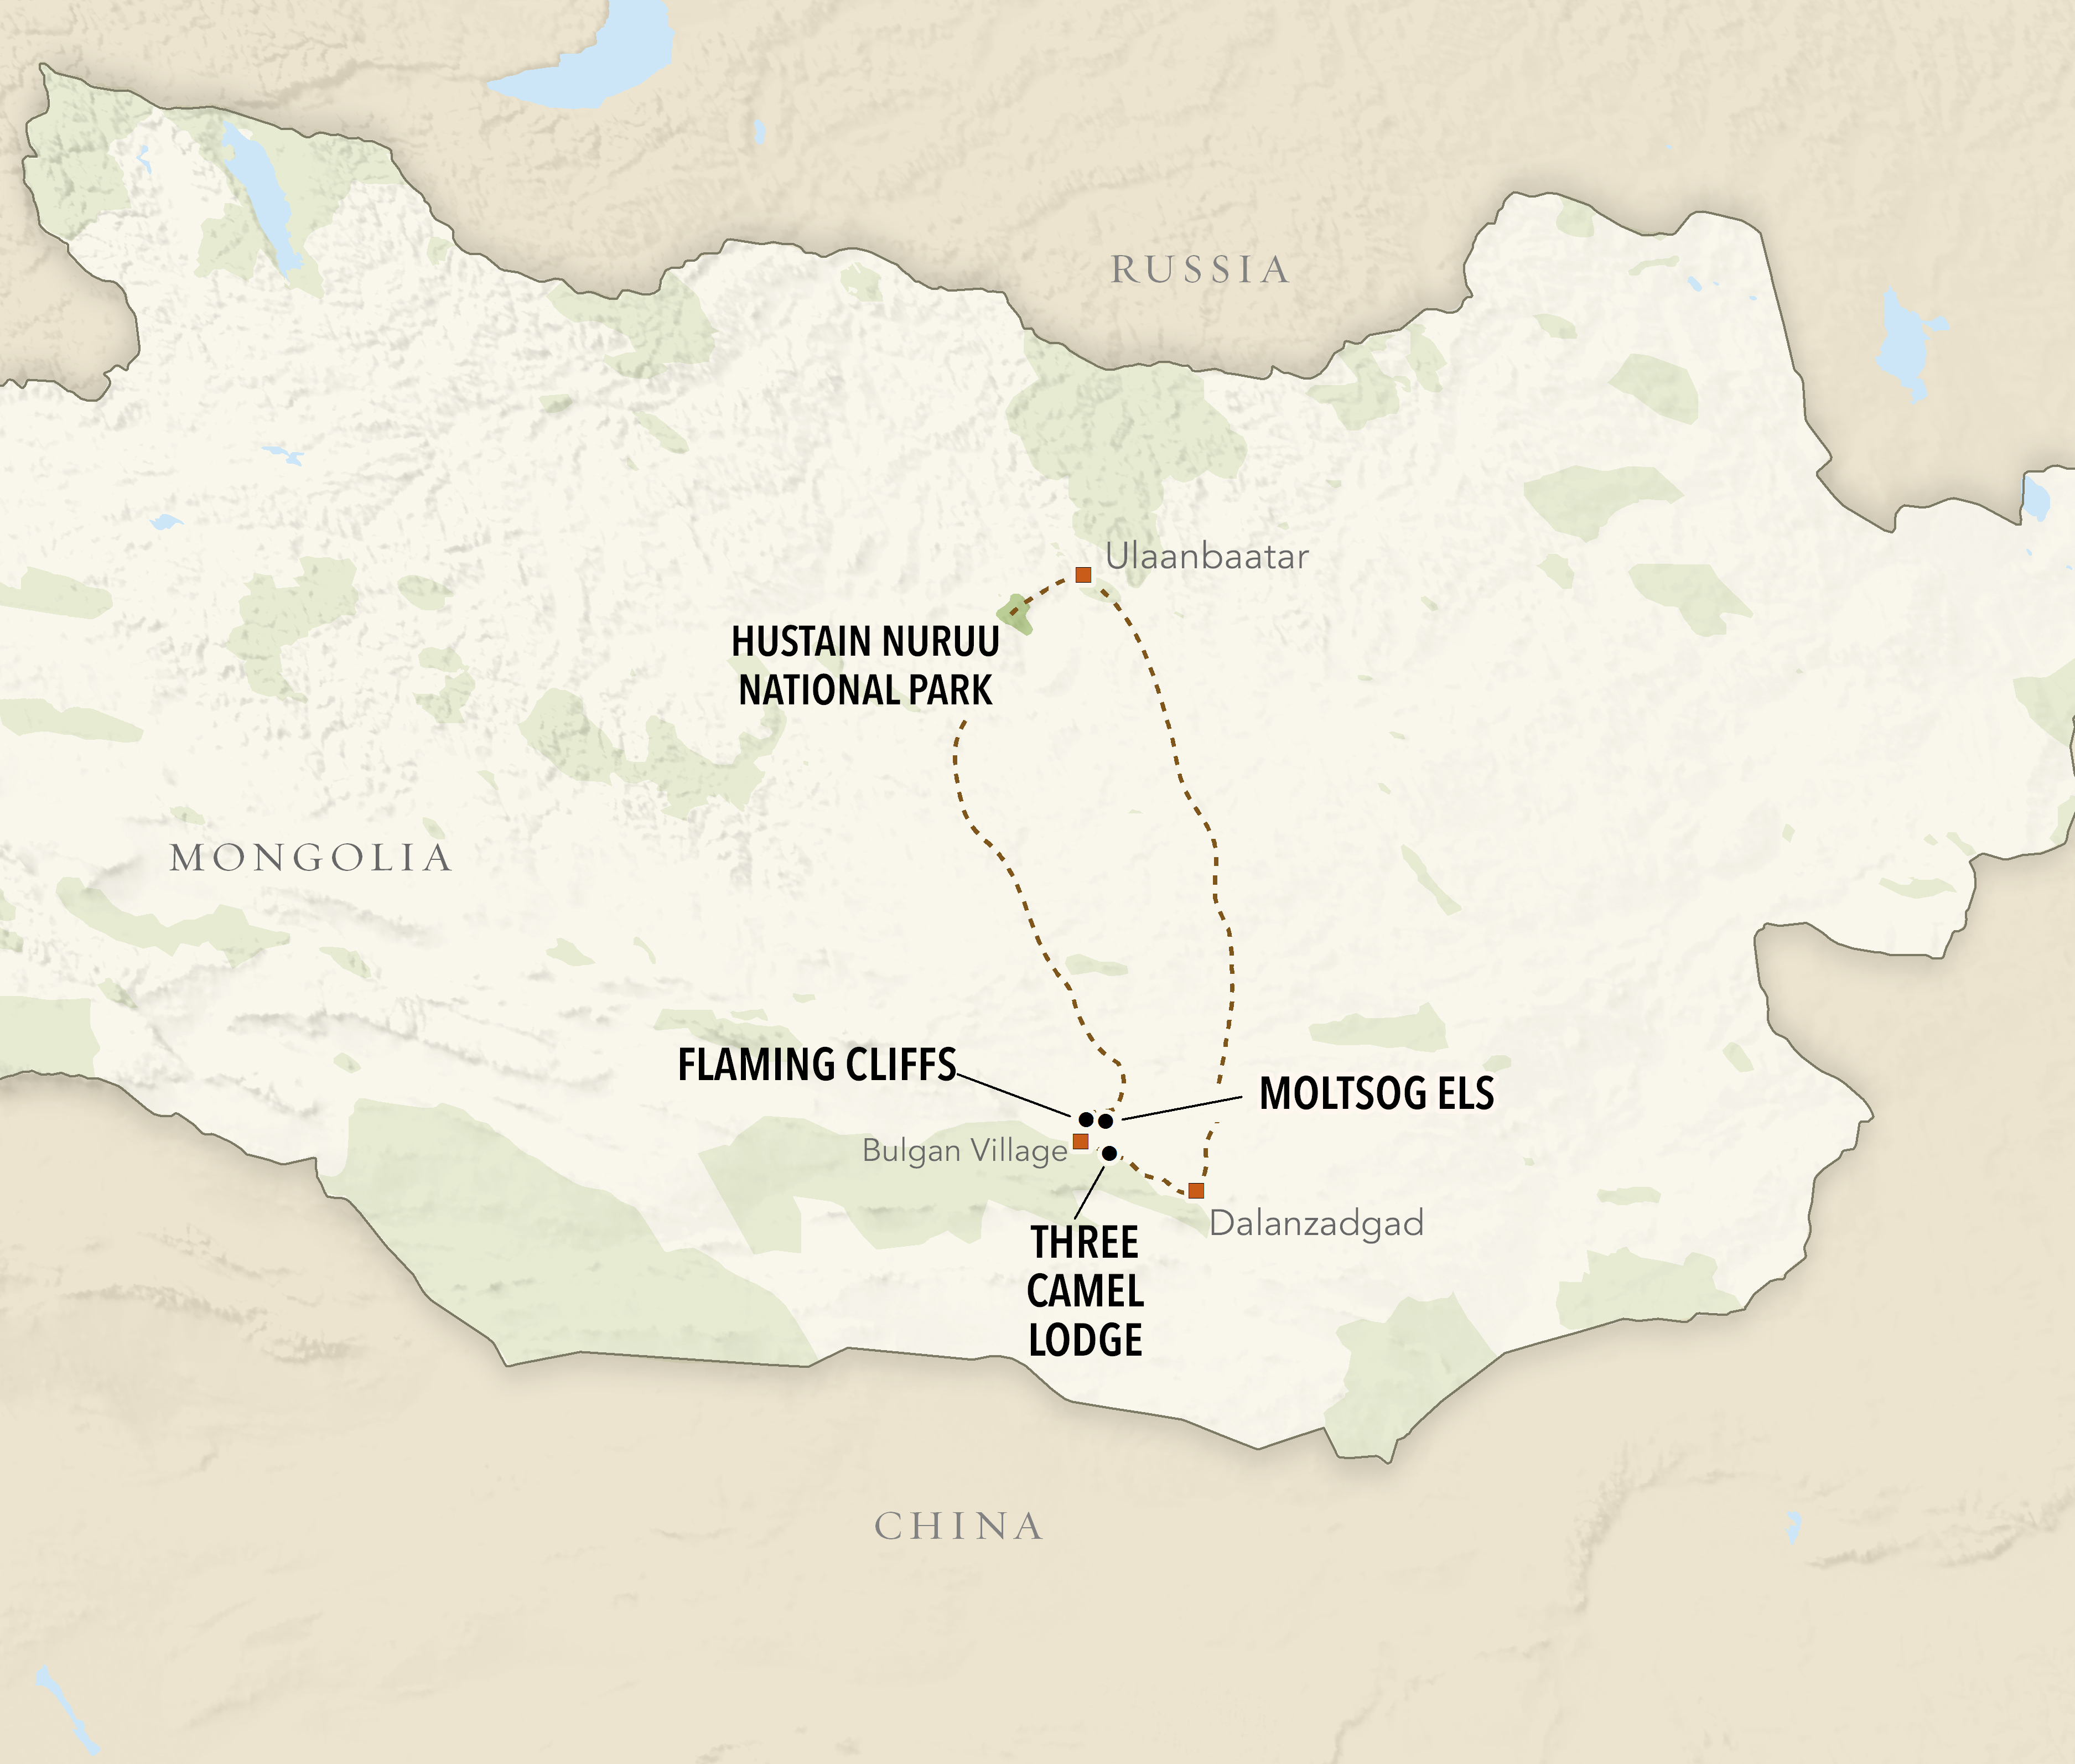 RUSSIA
Ulaanbaatar
HUSTAIN NURUU
NATIONAL PARK
MONGOLIA
FLAMING CLIFFS
MOLTSOG ELS
Bulgan Village
Dalanzadgad
THREE
CAMEL
LODGE
CHINA